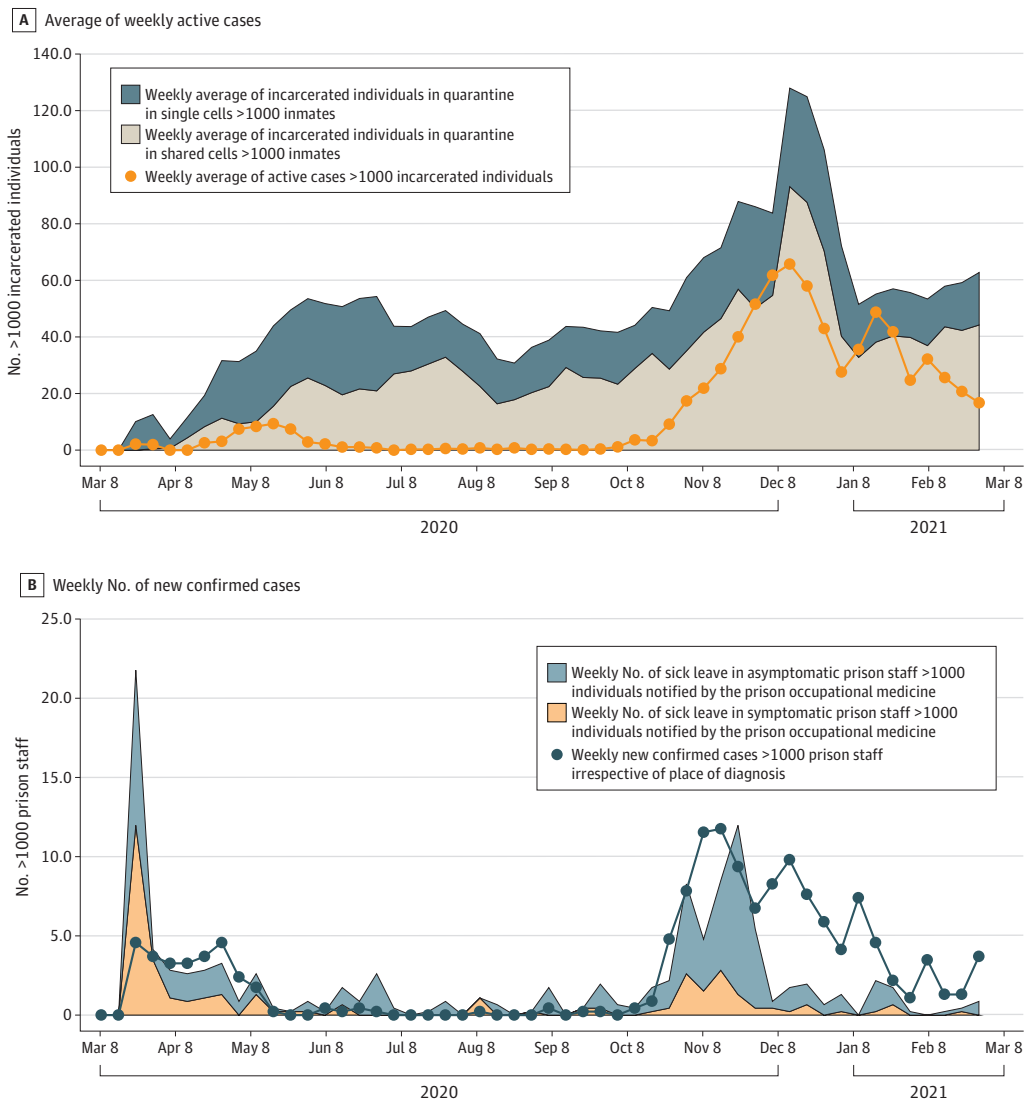 A Average of weekly active cases
140.0
120.0
100.0
80.0
60.0
40.0
20.0
0
No. > 1000 incarcerated individuals
Weekly average of incarcerated individuals in quarantine
in single cells >1000 inmates
Weekly average of incarcerated individuals in quarantine
in shared cells >1000 inmates
Weekly average of active cases >1000 incarcerated individuals
Mar 8 Apr 8 May 8 Jun 8 Jul 8 Aug 8 Sep 8 Oct 8 Nov 8 Dec 8 Jan 8 Feb 8 Mar 8
2020 2021
B Weekly No. of new confirmed cases
25.0
20.0
15.0
10.0
5.0
0
No. >1000 prison staff
Weekly No. of sick leave in asymptomatic prison staff >1000
individuals notified by the prison occupational medicine
Weekly No. of sick leave in symptomatic prison staff >1000
individuals notified by the prison occupational medicine
Weekly new confirmed cases >1000 prison staff
irrespective of place of diagnosis
Mar 8 Apr 8 May 8 Jun 8 Jul 8 Aug 8 Sep 8 Oct 8 Nov 8 Dec 8 Jan 8 Feb 8 Mar 8
2020 2021